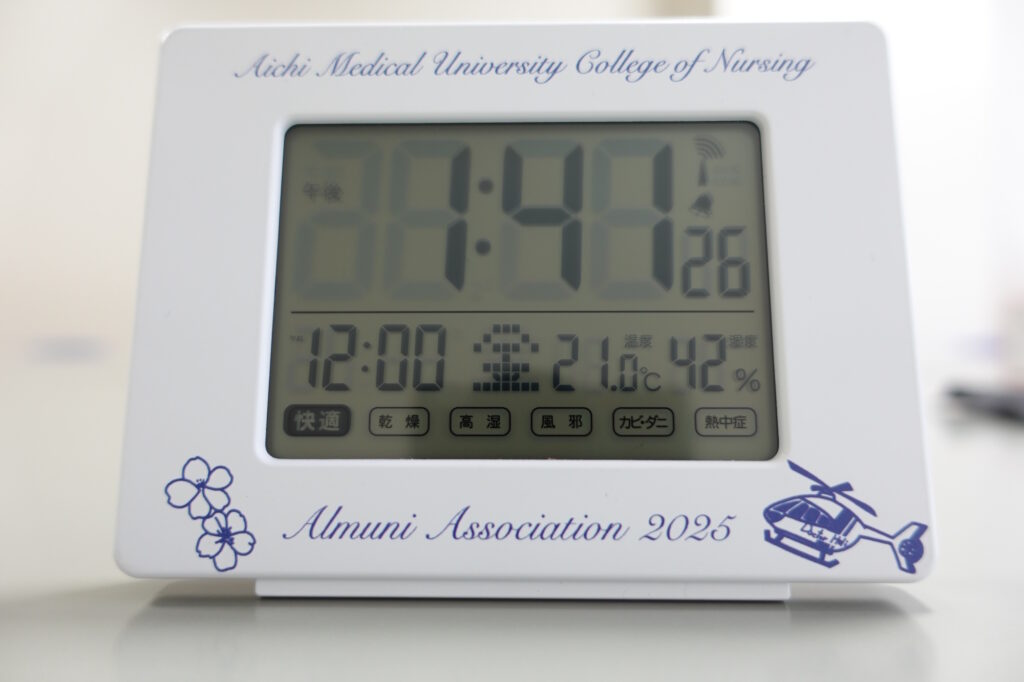 Aichi Medical University College of Nursing
午後 1:41 26
12:00 温度 21.0℃ 湿度 42%
快適 乾燥 高湿 風邪 カビ・ダニ 熱中症
Almuni Association 2025
Doctor Heli